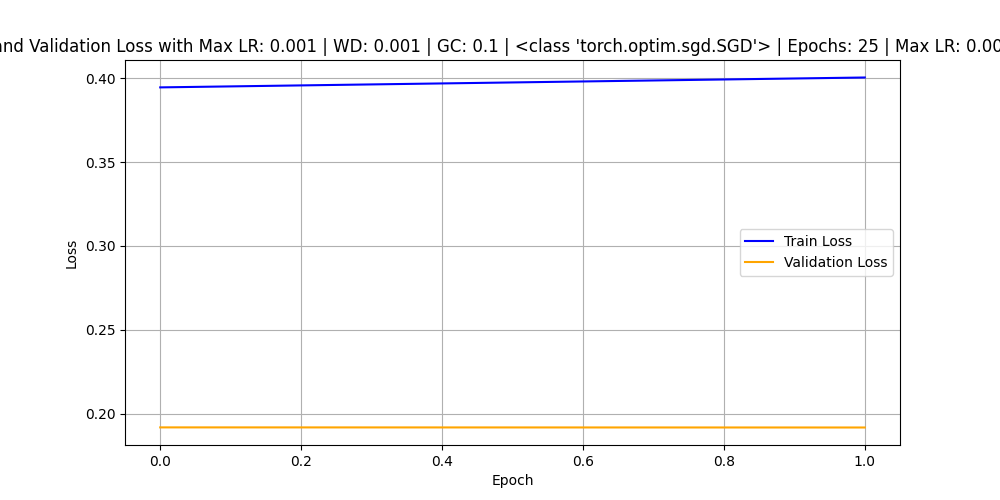 and Validation Loss with Max LR: 0.001 | WD: 0.001 | GC: 0.1 | <class 'torch.optim.sgd.SGD'> | Epochs: 25 | Max LR: 0.00
0.40
0.35
0.30
0.25
0.20
Loss
Train Loss
Validation Loss
0.0 0.2 0.4 0.6 0.8 1.0
Epoch